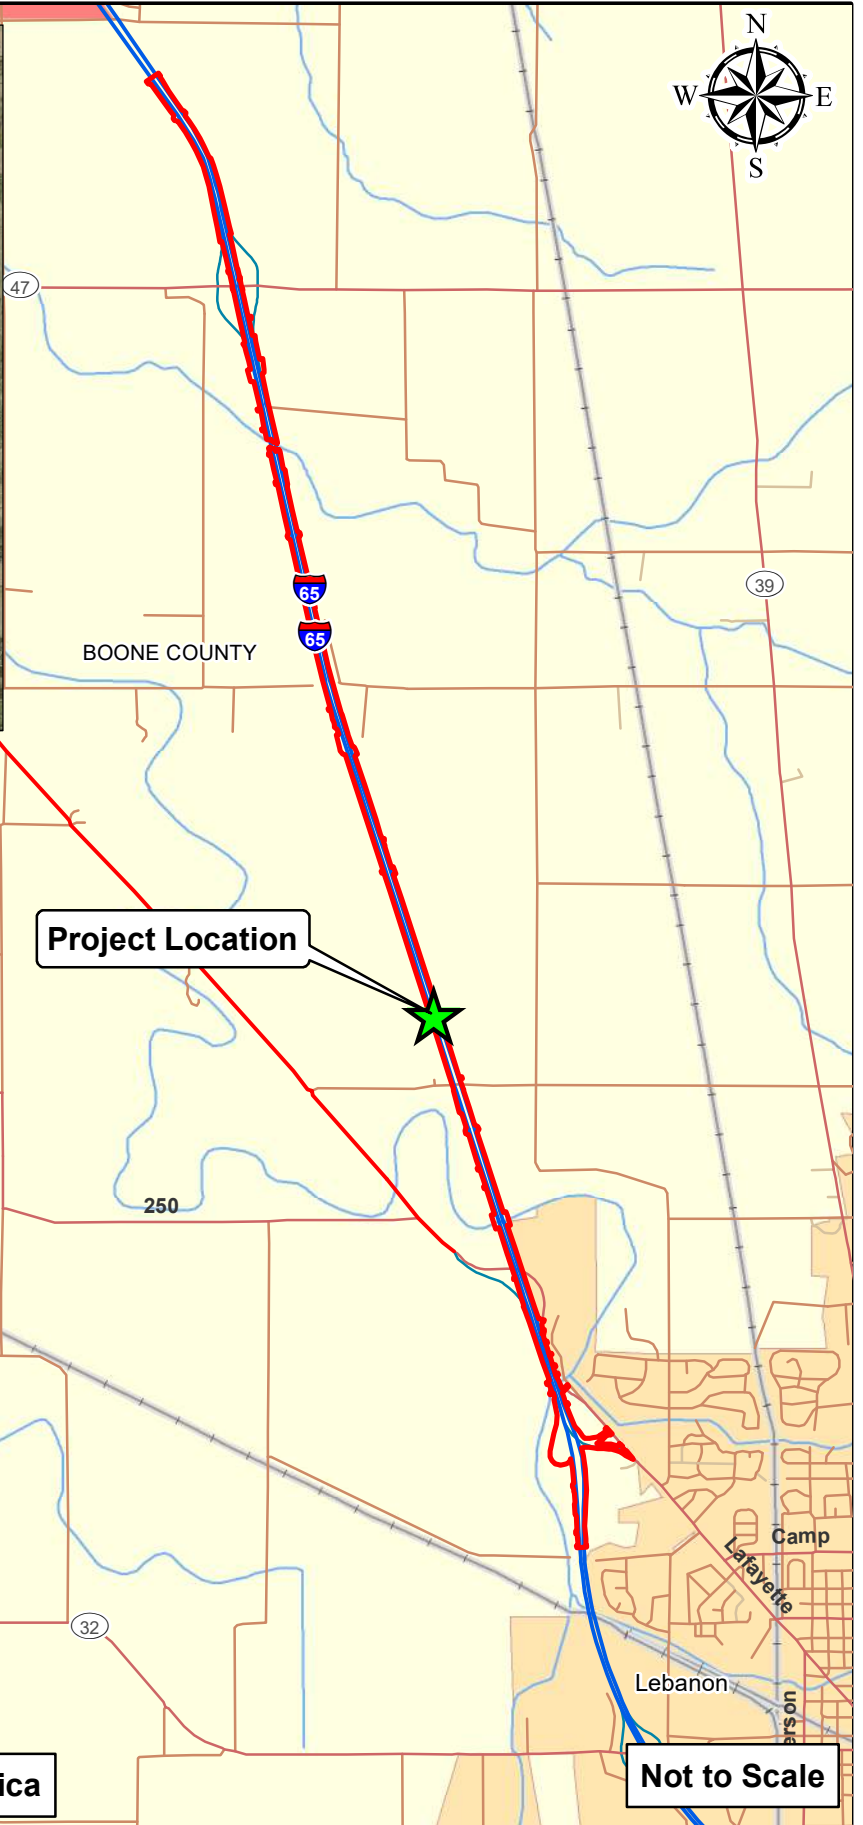 N
W E
S
47
65
39
65
BOONE COUNTY
Project Location
250
Camp
Lafayette
32
Lebanon
erson
ica
Not to Scale